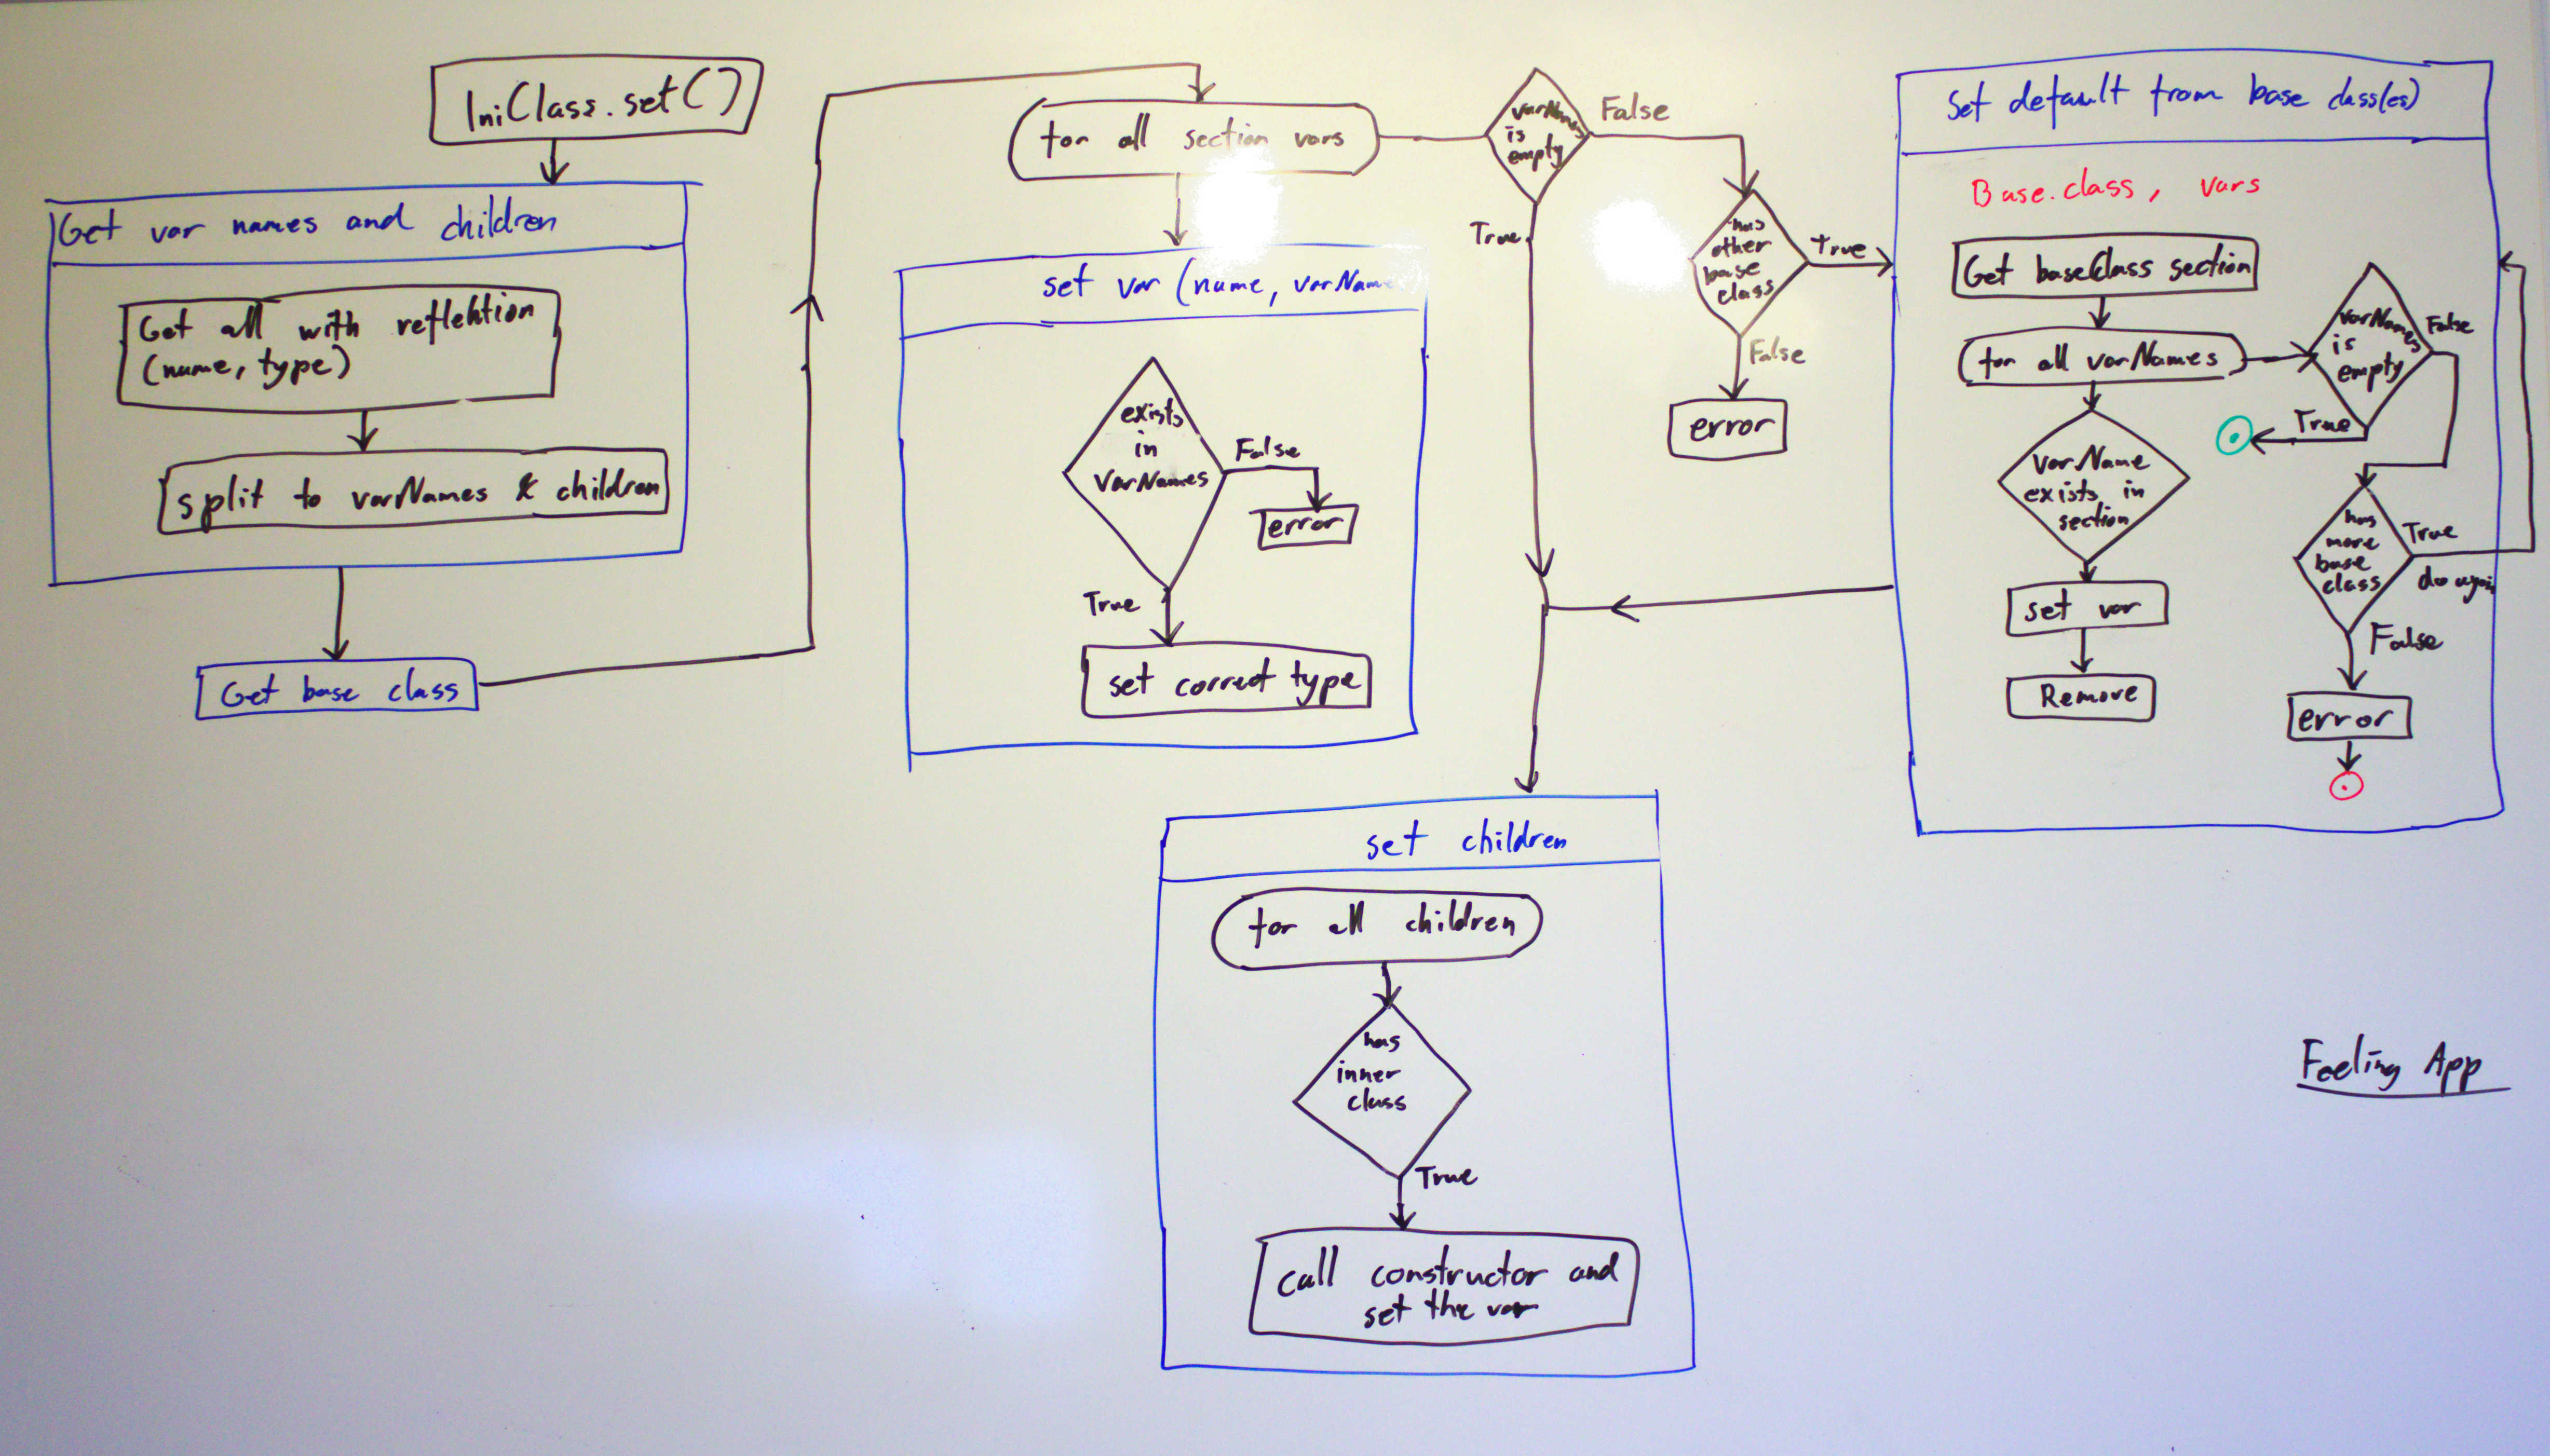 IniClass.set()
Get var names and children
Get all with reflektion
(name, type)
split to varNames & children
Get base class
for all section vars
set var (name, varName
exists
in
VarNames
False
error
True
set correct type
varNames
is
empty
False
True
has
other
base
class
True
False
error
set children
for all children
has
inner
class
True
call constructor and
set the var
Set default from base class(es)
Base.class, vars
Get baseClass section
for all varNames
varName
exists in
section
set var
Remove
varNames
is
empty
False
True
has
more
base
class
True
do again
False
error
Feeling App